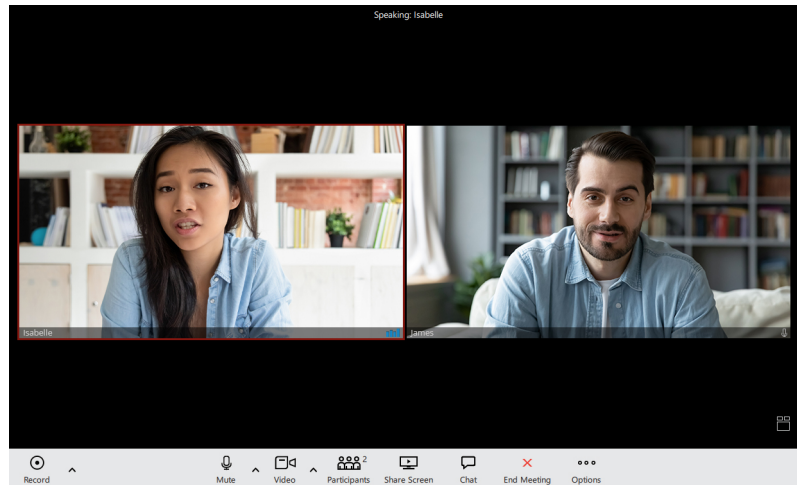 Speaking: Isabelle
Isabelle
James
2
Record
Mute
Video
Participants
Share Screen
Chat
End Meeting
Options